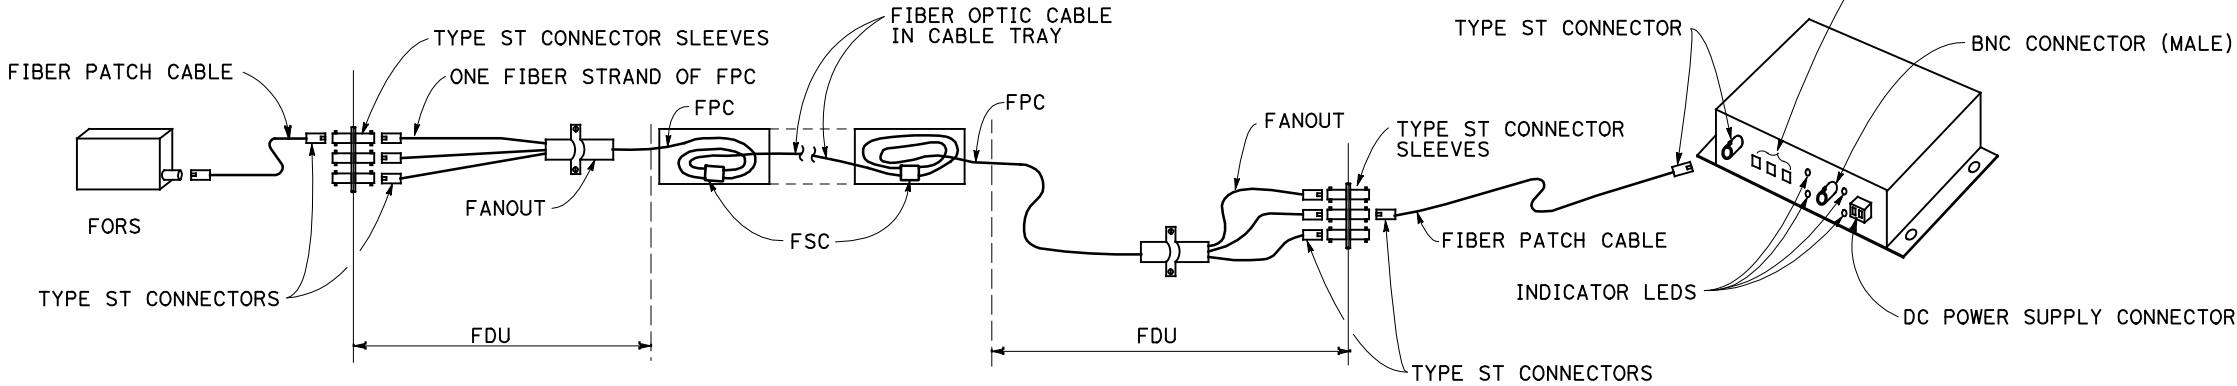 FIBER OPTIC CABLE
IN CABLE TRAY
TYPE ST CONNECTOR
BNC CONNECTOR (MALE)
TYPE ST CONNECTOR SLEEVES
FIBER PATCH CABLE
ONE FIBER STRAND OF FPC
FPC
FPC
FANOUT
TYPE ST CONNECTOR
SLEEVES
FANOUT
FORS
FSC
FIBER PATCH CABLE
TYPE ST CONNECTORS
INDICATOR LEDS
DC POWER SUPPLY CONNECTOR
FDU
FDU
TYPE ST CONNECTORS